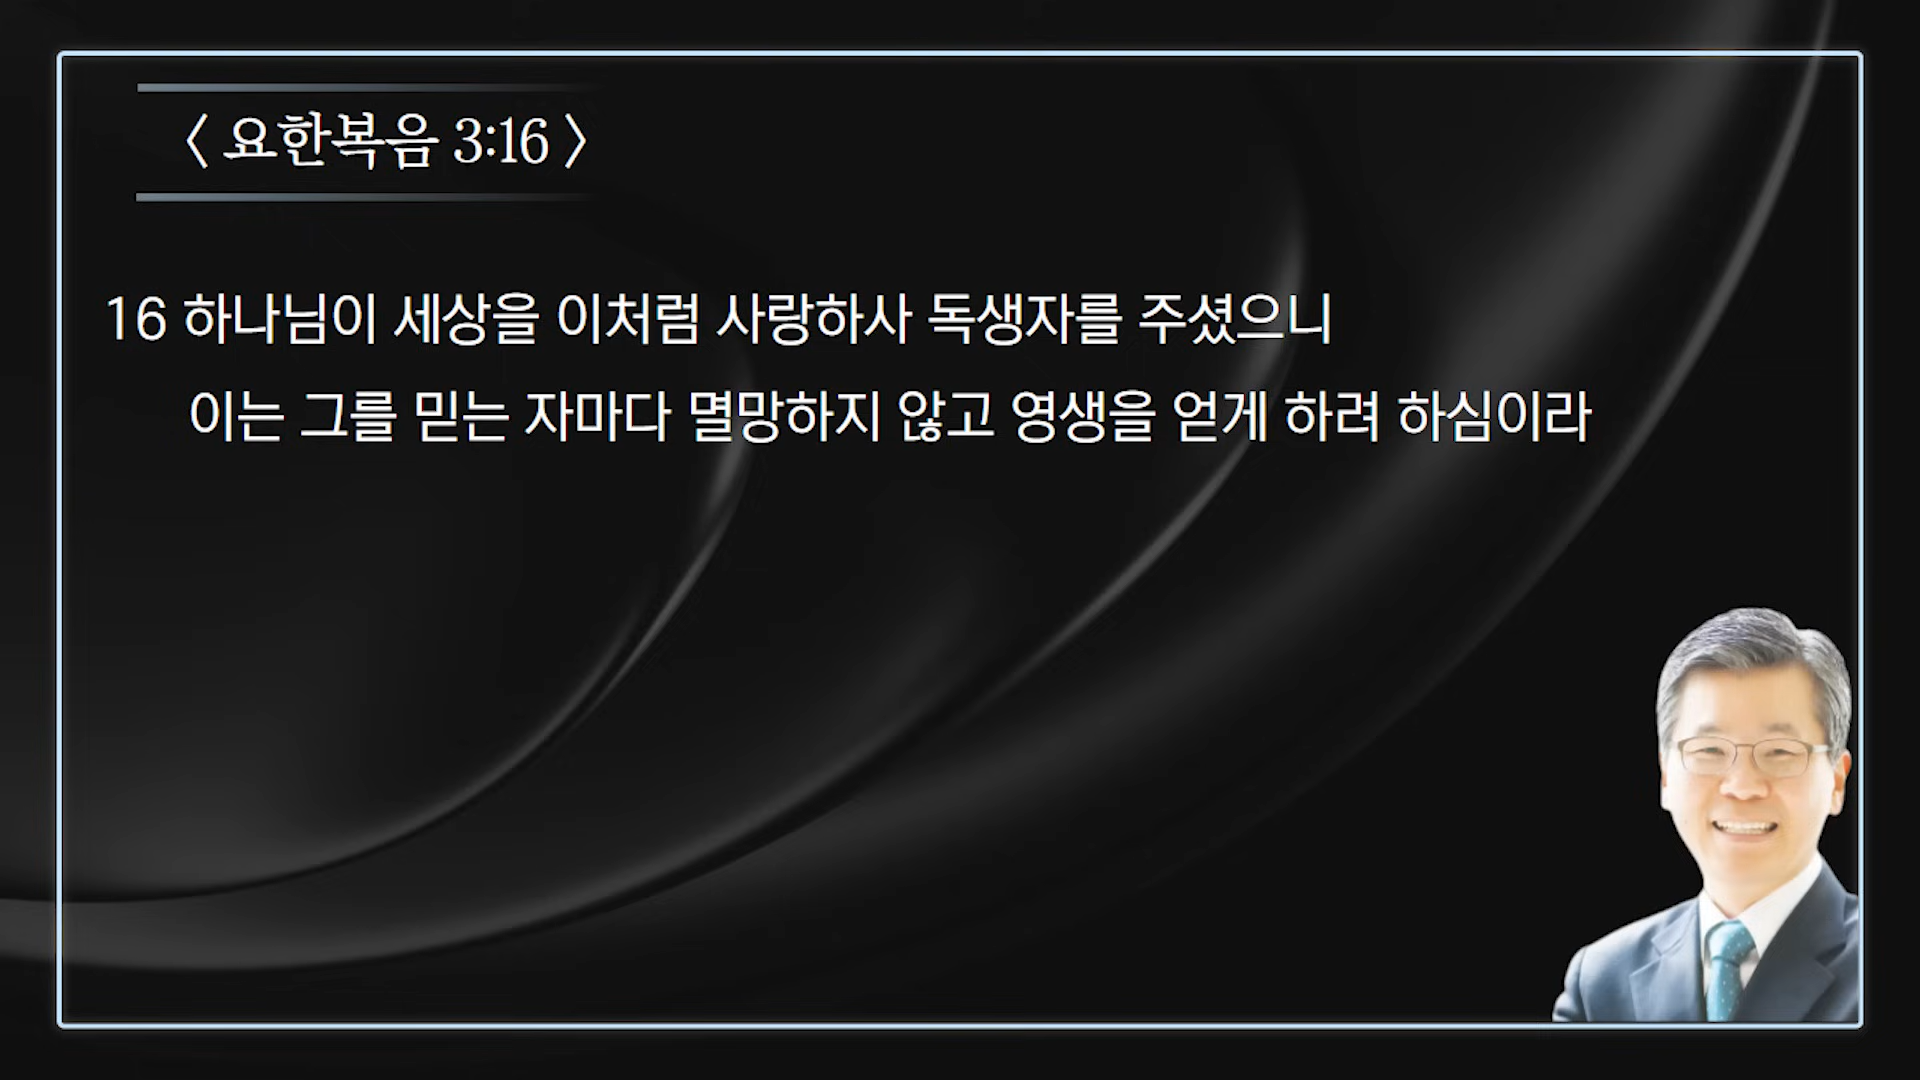 〈 요한복음 3:16 〉
16 하나님이 세상을 이처럼 사랑하사 독생자를 주셨으니
이는 그를 믿는 자마다 멸망하지 않고 영생을 얻게 하려 하심이라